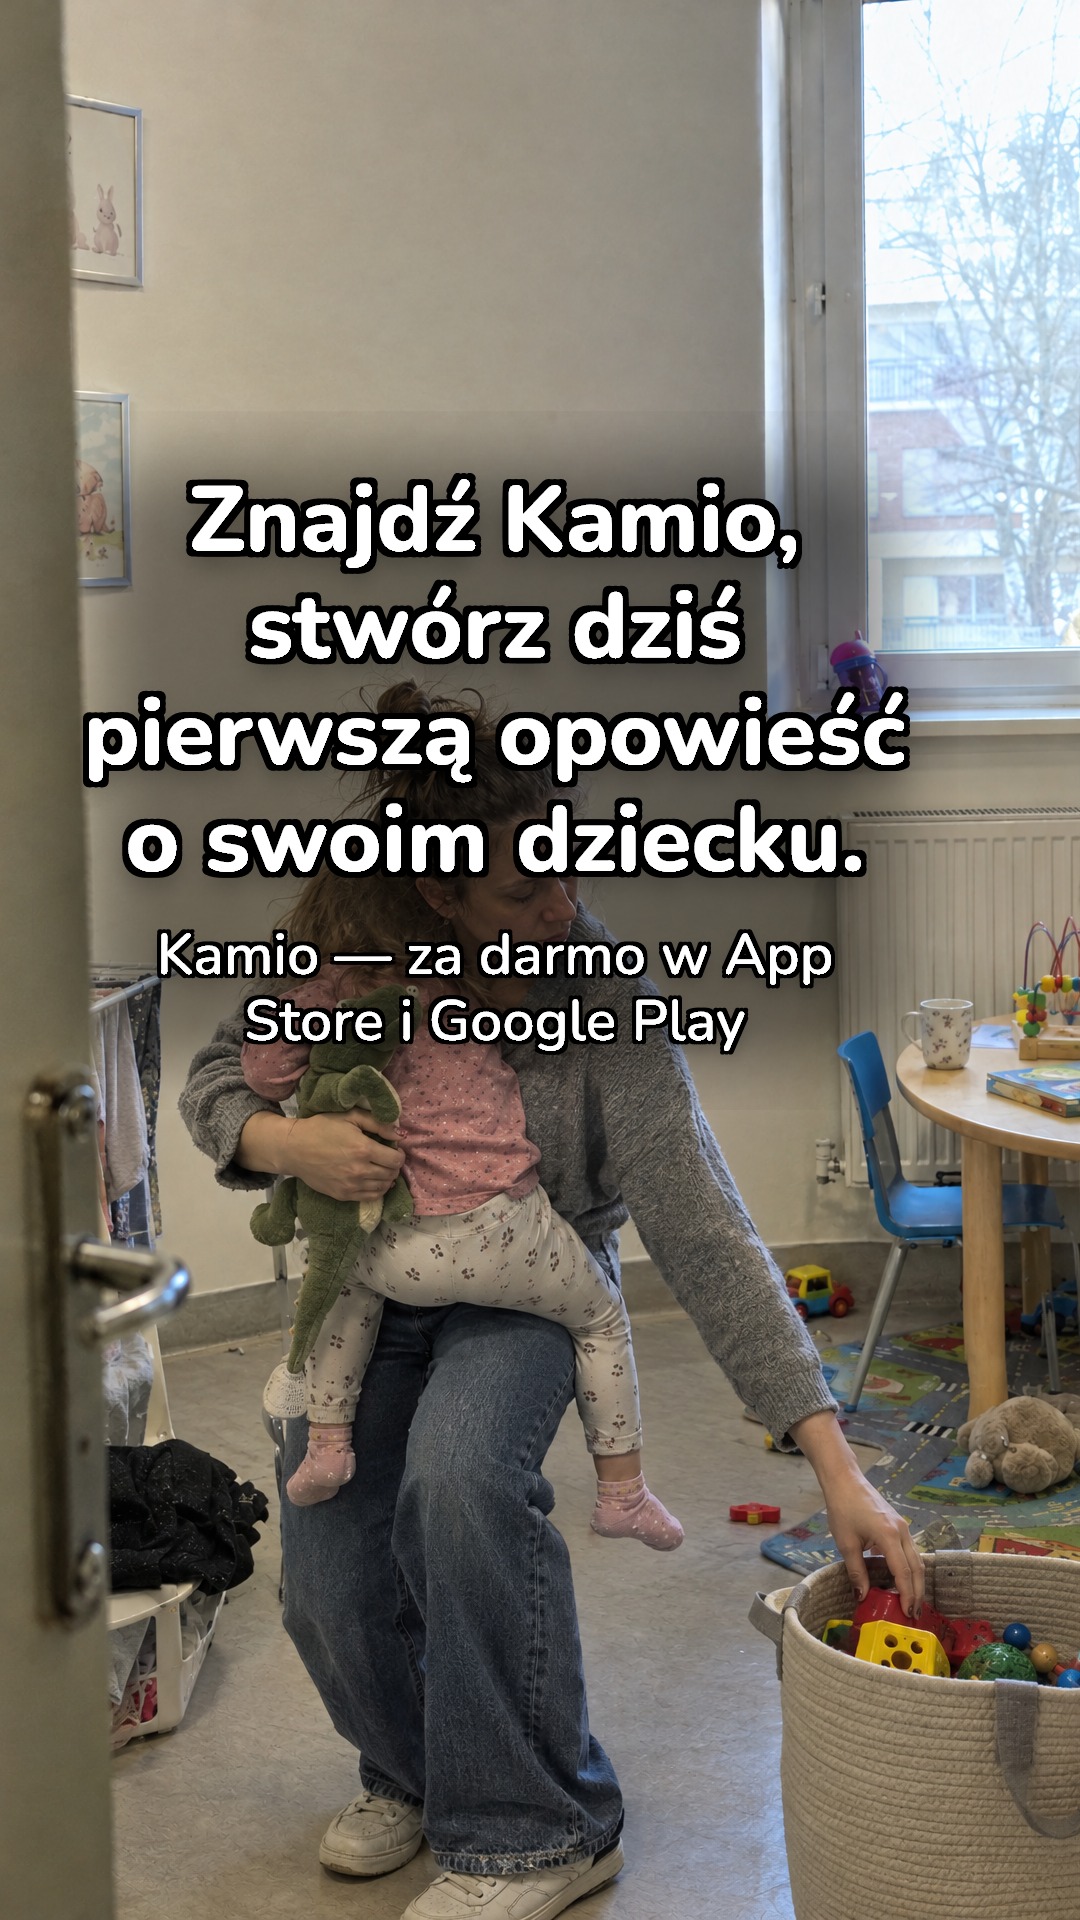 Znajdź Kamio,
stwórz dziś
pierwszą opowieść
o swoim dziecku.
Kamio — za darmo w App
Store i Google Play